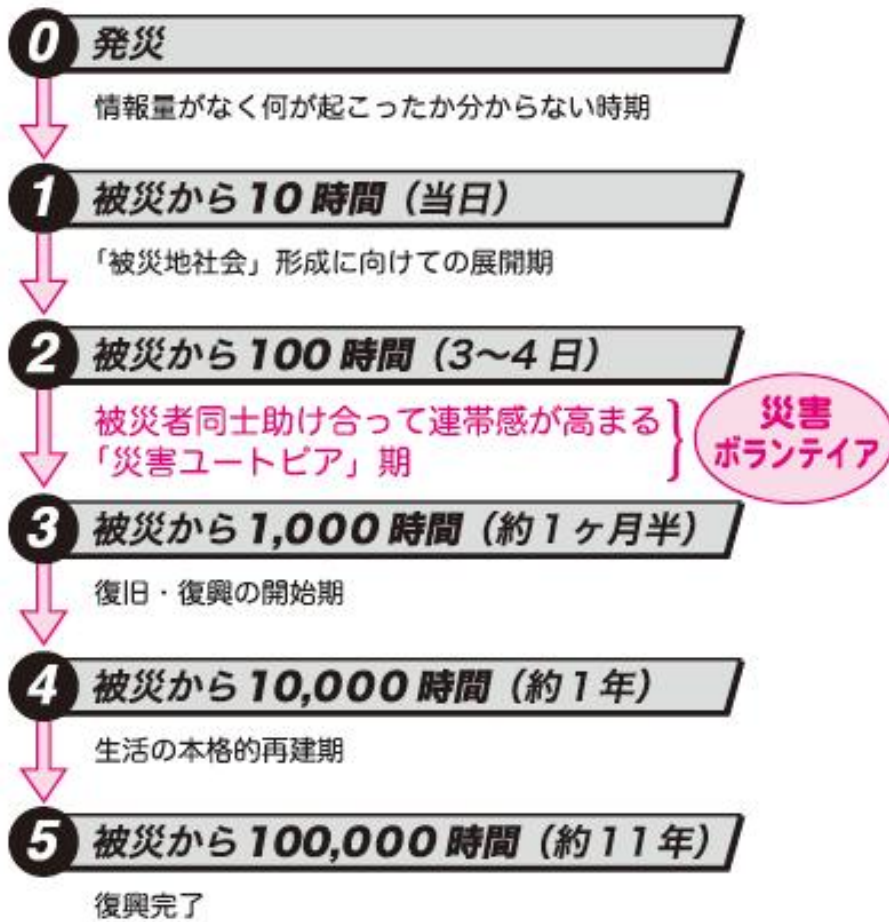 0 発災
情報量がなく何が起こったか分からない時期
1 被災から10時間（当日）
「被災地社会」形成に向けての展開期
2 被災から100時間（3〜4日）
被災者同士助け合って連帯感が高まる
「災害ユートピア」期
災害
ボランテイア
3 被災から1,000時間（約1ヶ月半）
復旧・復興の開始期
4 被災から10,000時間（約1年）
生活の本格的再建期
5 被災から100,000時間（約11年）
復興完了